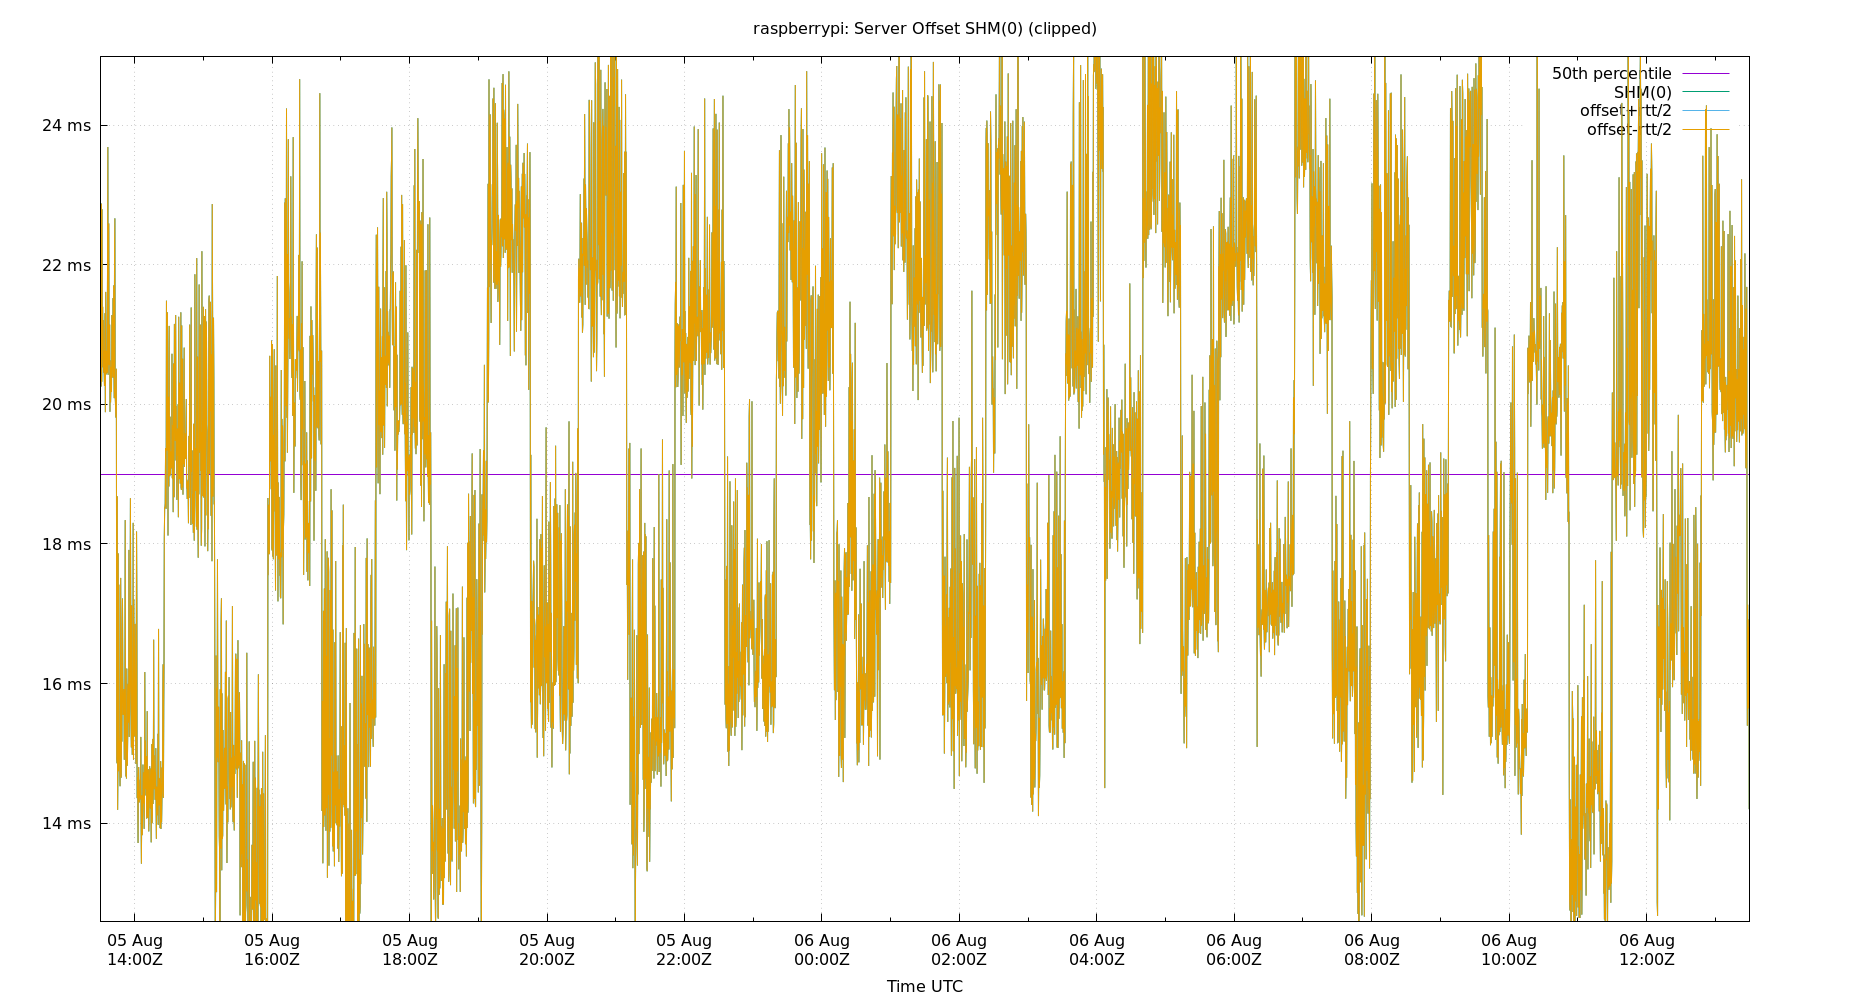 raspberrypi: Server Offset SHM(0) (clipped)
50th percentile
SHM(0)
offset+rtt/2
offset-rtt/2
24 ms
22 ms
20 ms
18 ms
16 ms
14 ms
05 Aug 05 Aug 05 Aug 05 Aug 05 Aug 06 Aug 06 Aug 06 Aug 06 Aug 06 Aug 06 Aug 06 Aug
14:00Z 16:00Z 18:00Z 20:00Z 22:00Z 00:00Z 02:00Z 04:00Z 06:00Z 08:00Z 10:00Z 12:00Z
Time UTC